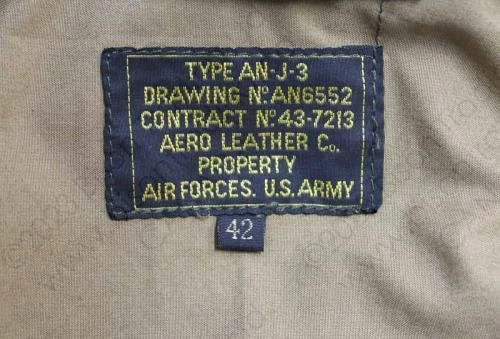 TYPE AN-J-3
DRAWING Nº.AN6552
CONTRACT Nº.43-7213
AERO LEATHER Co.
PROPERTY
AIR FORCES, U.S. ARMY
42